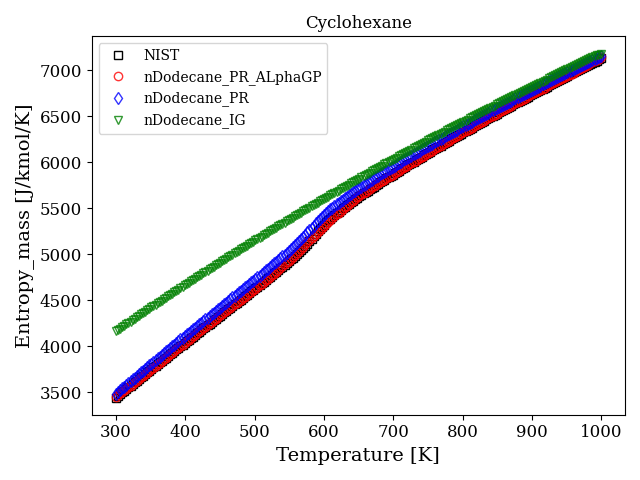 Cyclohexane
NIST
nDodecane_PR_ALphaGP
nDodecane_PR
nDodecane_IG
Entropy_mass [J/kmol/K]
7000
6500
6000
5500
5000
4500
4000
3500
300 400 500 600 700 800 900 1000
Temperature [K]